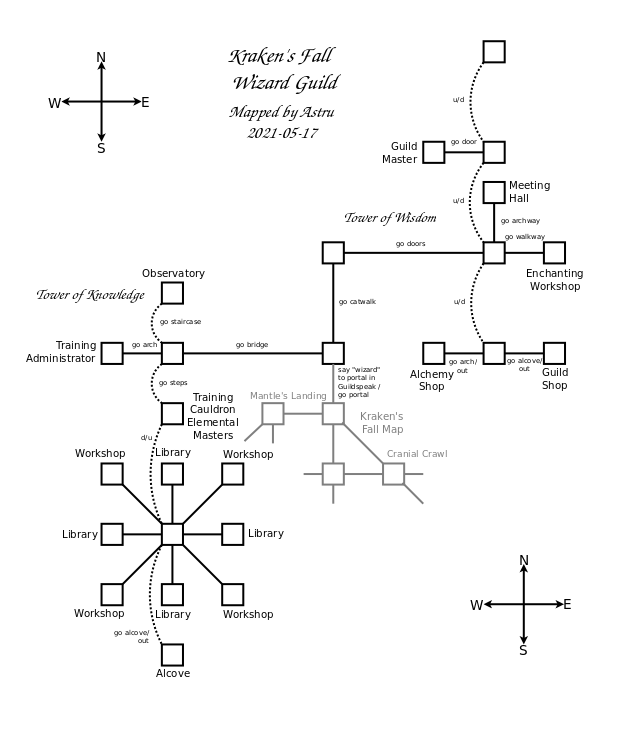 N
W E
S
Kraken's Fall
Wizard Guild
Mapped by Astru
2021-05-17
u/d
Guild
Master
go door
Meeting
Hall
u/d
go archway
Tower of Wisdom
go walkway
go doors
Enchanting
Workshop
Observatory
Tower of Knowledge
go catwalk
u/d
go staircase
Training
Administrator
go arch
go bridge
go steps
say "wizard"
to portal in
Guildspeak /
go portal
Alchemy
Shop
go arch/
out
go alcove/
out
Guild
Shop
Training
Cauldron
Elemental
Masters
Mantle's Landing
Kraken's
Fall Map
Cranial Crawl
d/u
Workshop
Library
Workshop
Library
Library
Workshop
Library
Workshop
go alcove/
out
Alcove
N
W E
S